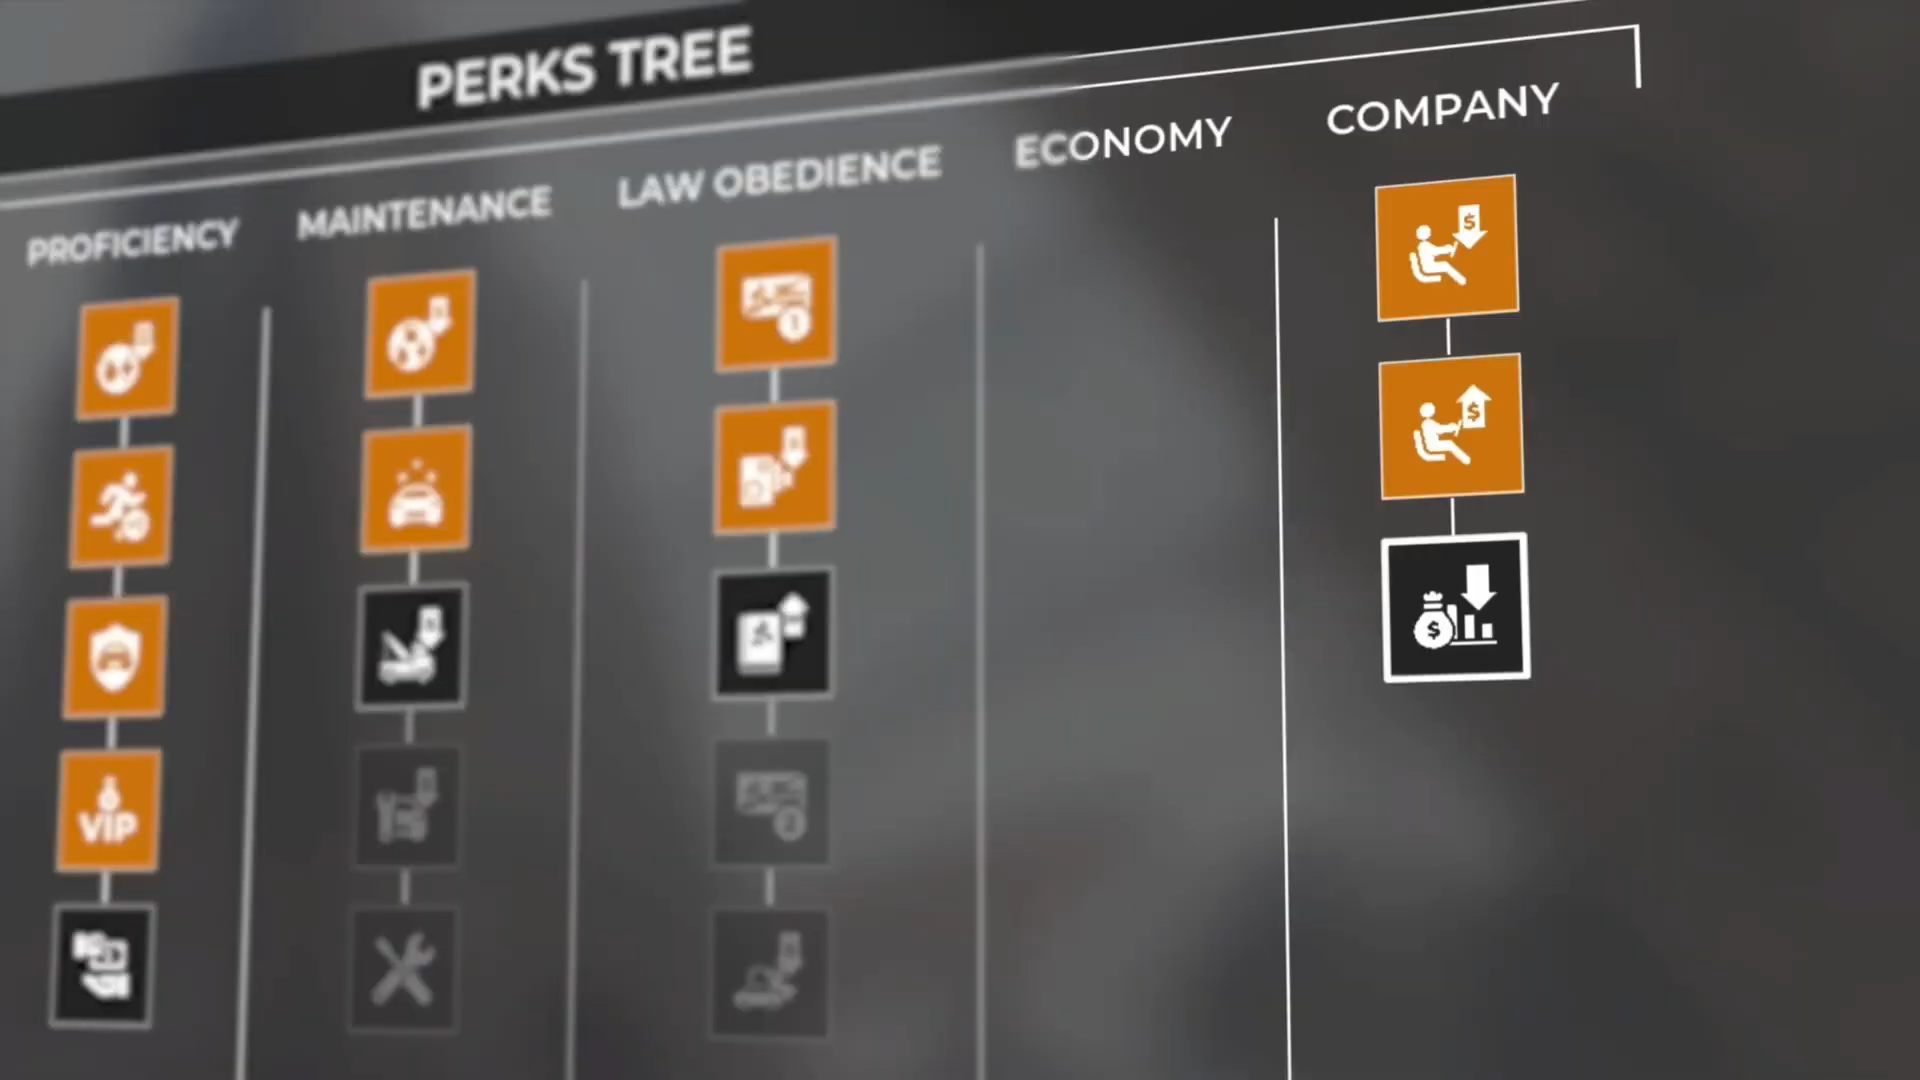 PERKS TREE
PROFICIENCY
MAINTENANCE
LAW OBEDIENCE
ECONOMY
COMPANY
$
$
$
VIP